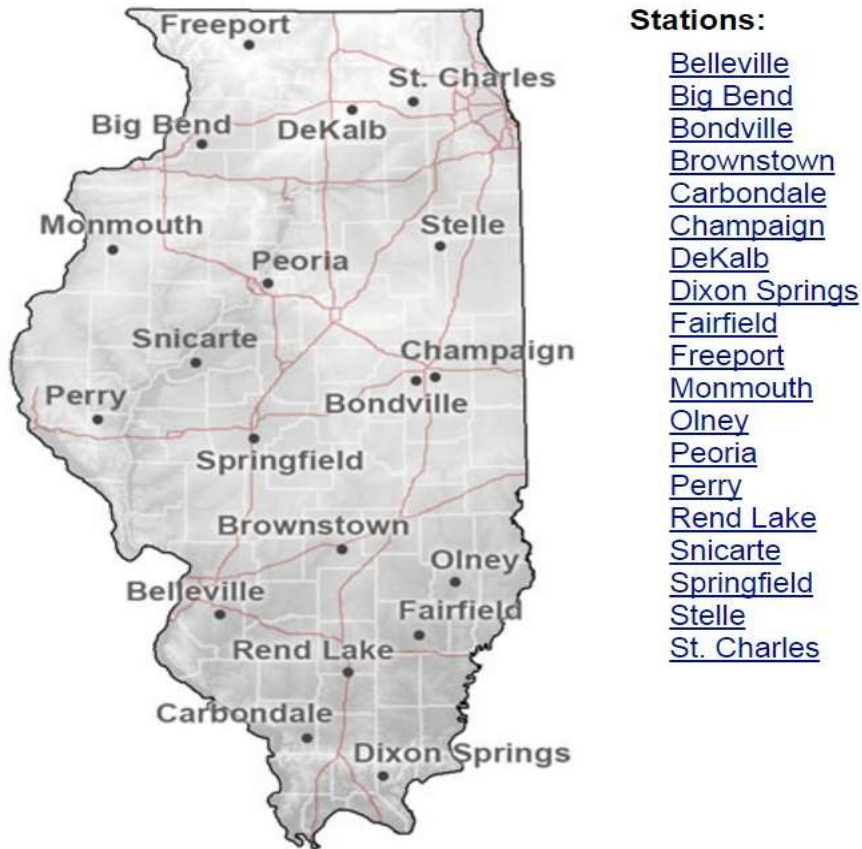 Freeport
St. Charles
DeKalb
Big Bend
Monmouth
Stelle
Peoria
Snicarte
Champaign
Perry
Bondville
Springfield
Brownstown
Olney
Belleville
Fairfield
Rend Lake
Carbondale
Dixon Springs
Stations:
Belleville
Big Bend
Bondville
Brownstown
Carbondale
Champaign
DeKalb
Dixon Springs
Fairfield
Freeport
Monmouth
Olney
Peoria
Perry
Rend Lake
Snicarte
Springfield
Stelle
St. Charles